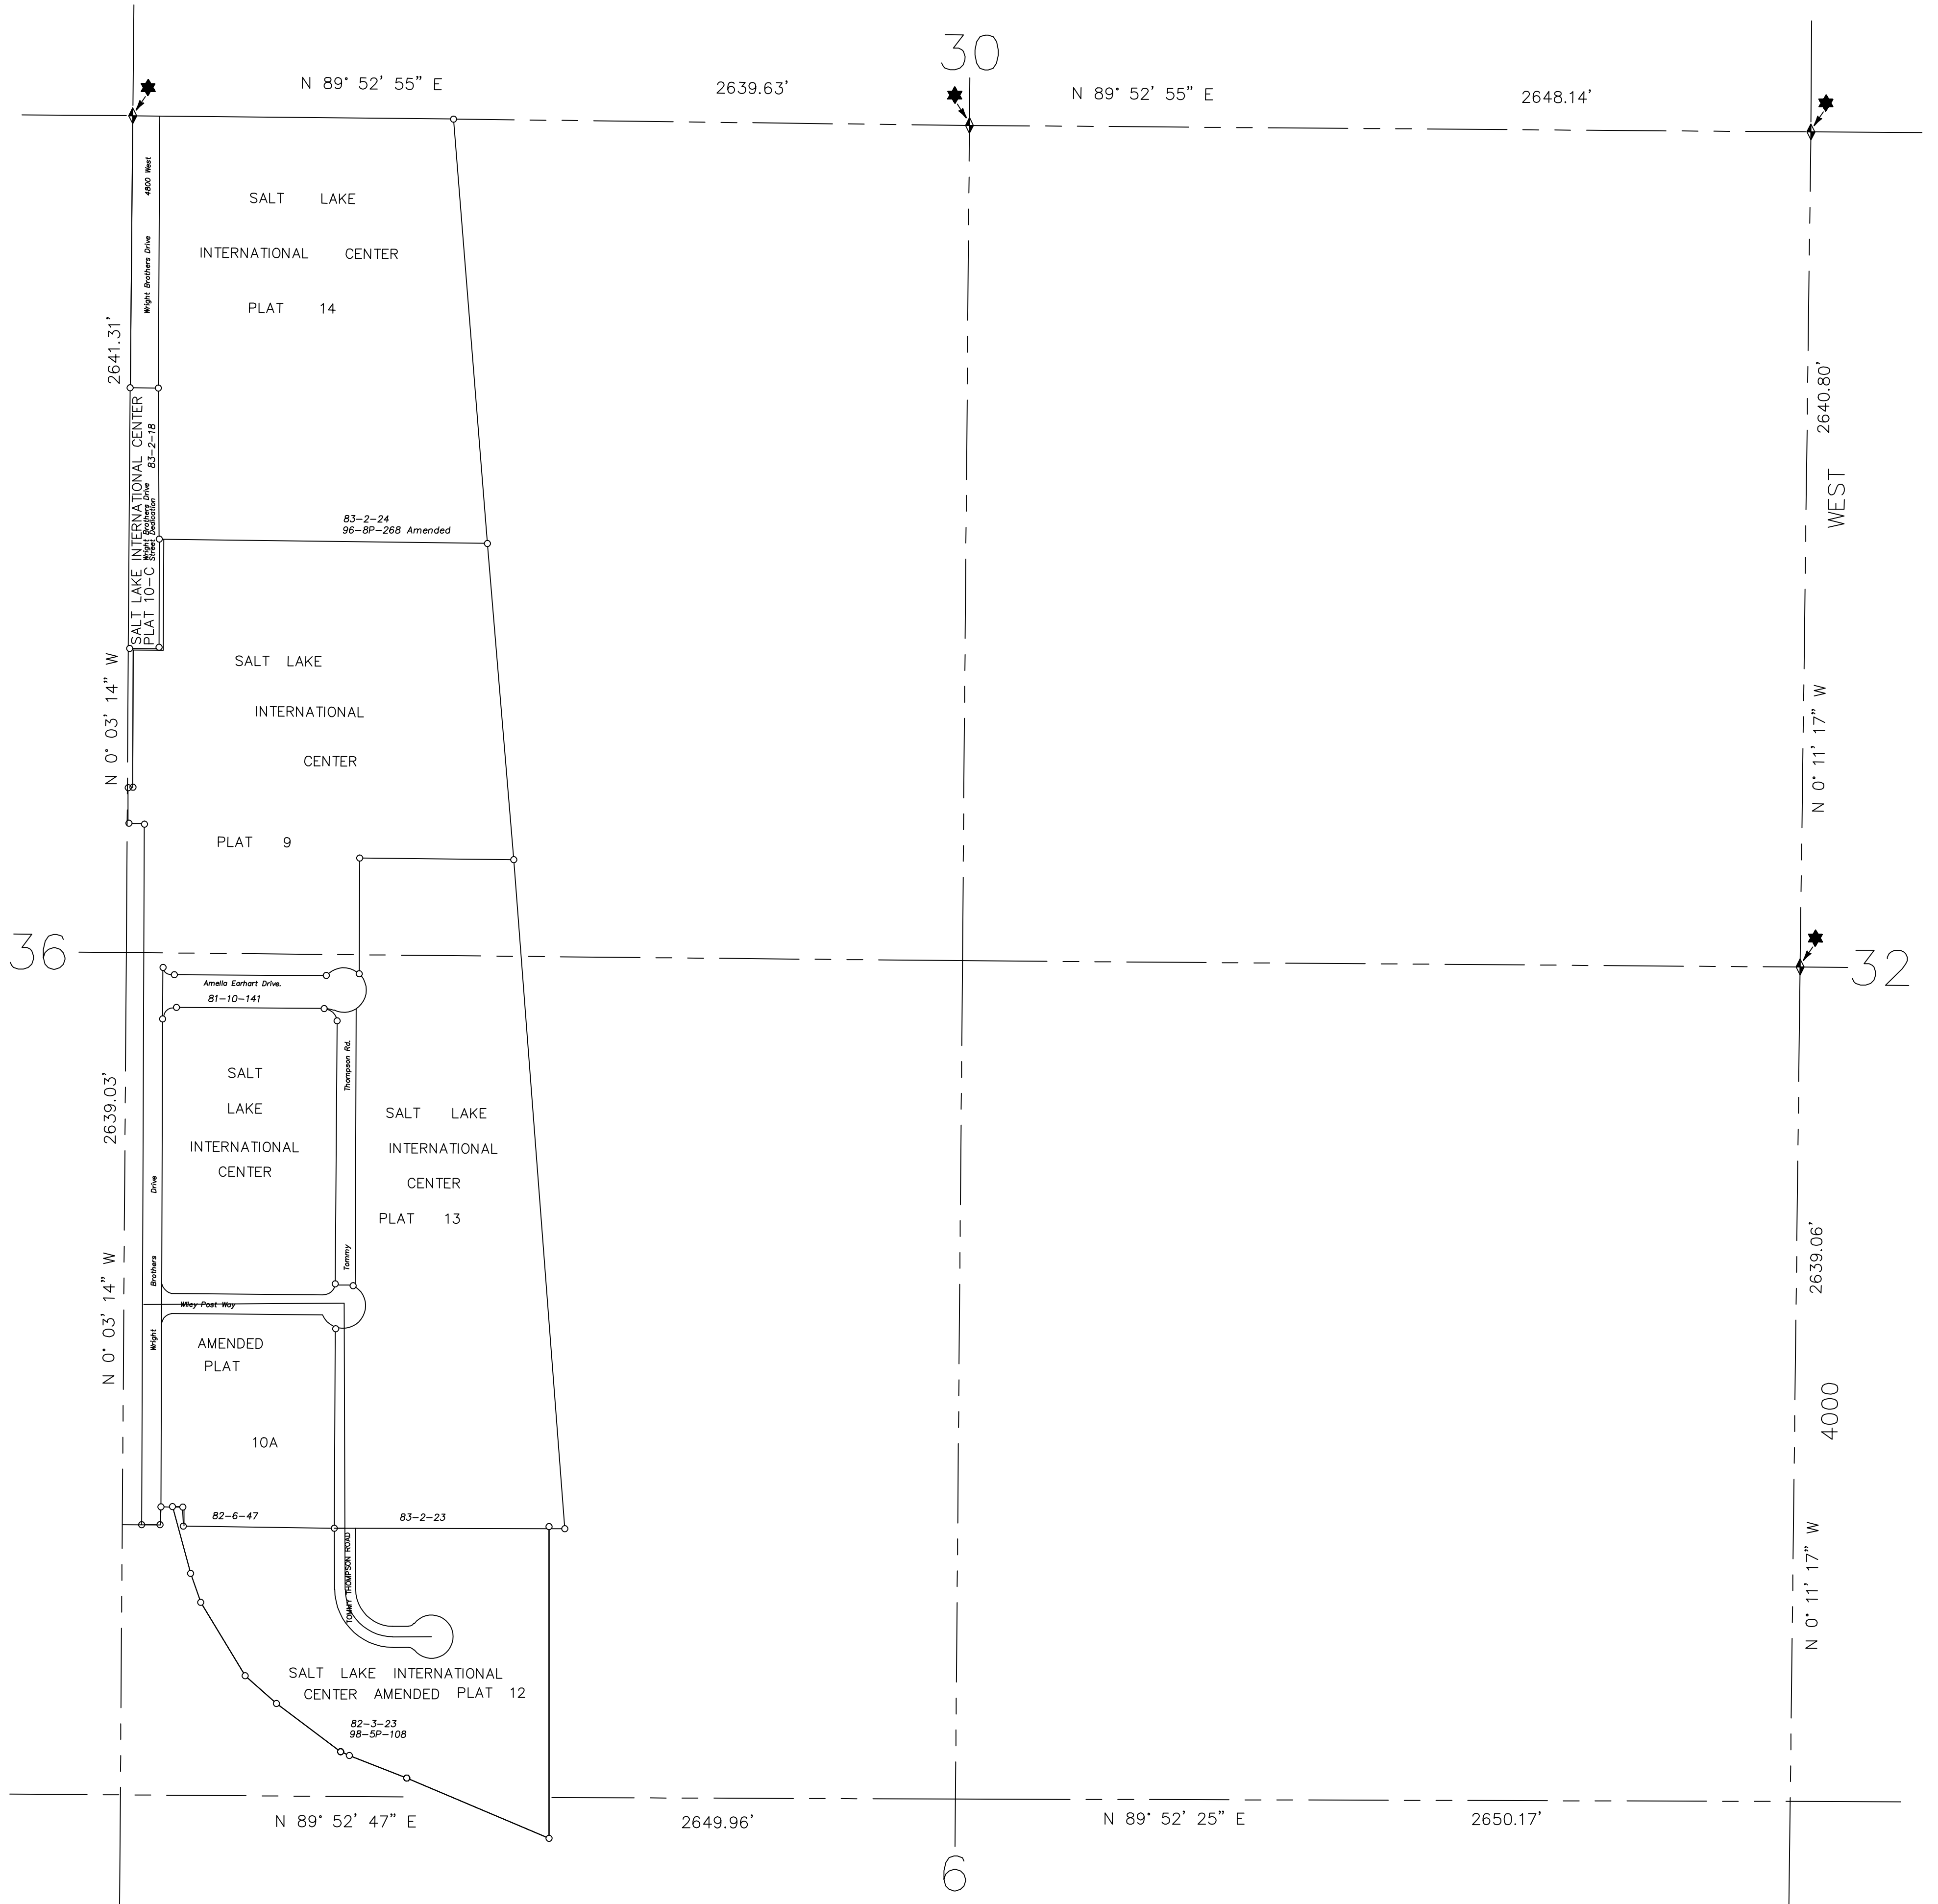 30
N 89° 52' 55" E
2639.63'
N 89° 52' 55" E
2648.14'
4800 West
Wright Brothers Drive
SALT LAKE
INTERNATIONAL CENTER
PLAT 14
2641.31'
2640.80'
WEST
SALT LAKE INTERNATIONAL CENTER
PLAT 10-C
Wright Brothers Drive
Street Dedication
83-2-18
83-2-24
96-8P-268 Amended
N 0° 03' 14" W
SALT LAKE
INTERNATIONAL
CENTER
PLAT 9
N 0° 11' 17" W
36
32
Amelia Earhart Drive.
81-10-141
2639.03'
SALT
LAKE
INTERNATIONAL
CENTER
Thompson Rd.
Tommy
SALT LAKE
INTERNATIONAL
CENTER
PLAT 13
Drive
Brothers
Wright
Wiley Post Way
N 0° 03' 14" W
2639.06'
AMENDED
PLAT
10A
4000
82-6-47
83-2-23
N 0° 11' 17" W
TOMMY THOMPSON ROAD
SALT LAKE INTERNATIONAL
CENTER AMENDED PLAT 12
82-3-23
98-5P-108
N 89° 52' 47" E
2649.96'
N 89° 52' 25" E
2650.17'
6